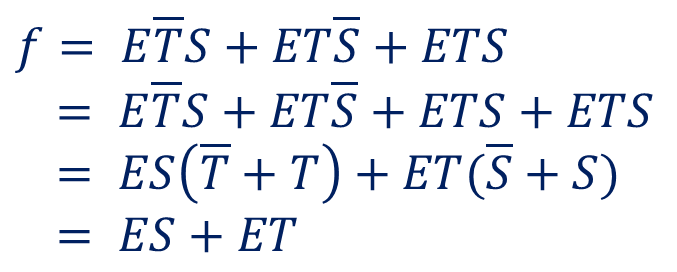 f = ET̅S + ETS̅ + ETS
= ET̅S + ETS̅ + ETS + ETS
= ES(T̅ + T) + ET(S̅ + S)
= ES + ET